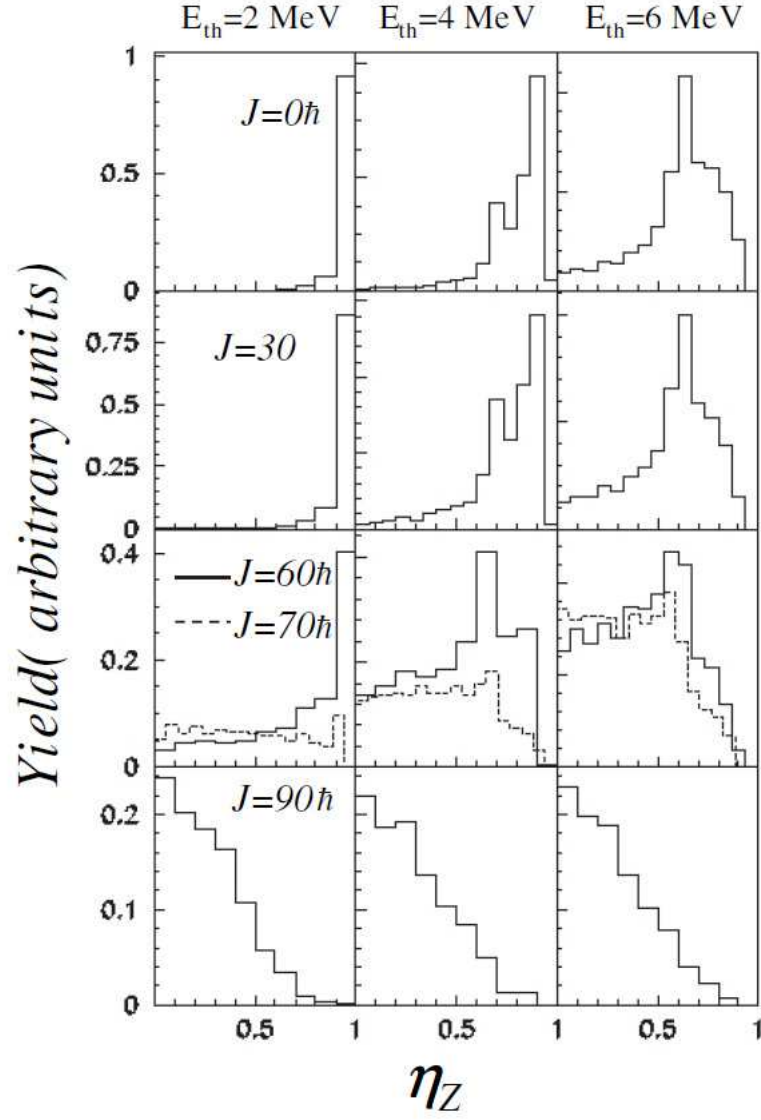 E_th=2 MeV E_th=4 MeV E_th=6 MeV
1
J=0ħ
0.5
0
0.75
J=30
0.5
0.25
0
0.4
J=60ħ
J=70ħ
0.2
0
J=90ħ
0.2
0.1
0
0.5 1 0.5 1 0.5 1
η_Z
Yield( arbitrary units)